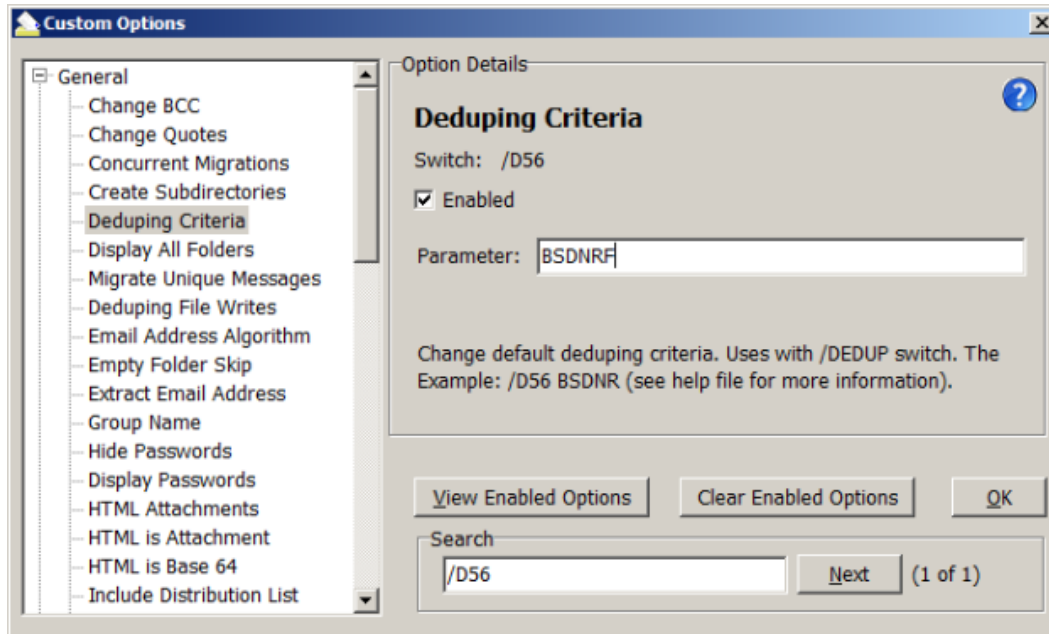 Custom Options
General
Change BCC
Change Quotes
Concurrent Migrations
Create Subdirectories
Deduping Criteria
Display All Folders
Migrate Unique Messages
Deduping File Writes
Email Address Algorithm
Empty Folder Skip
Extract Email Address
Group Name
Hide Passwords
Display Passwords
HTML Attachments
HTML is Attachment
HTML is Base 64
Include Distribution List
Option Details
?
Deduping Criteria
Switch: /D56
Enabled
Parameter: BSDNRF
Change default deduping criteria. Uses with /DEDUP switch. The
Example: /D56 BSDNR (see help file for more information).
View Enabled Options Clear Enabled Options OK
Search
/D56 Next (1 of 1)